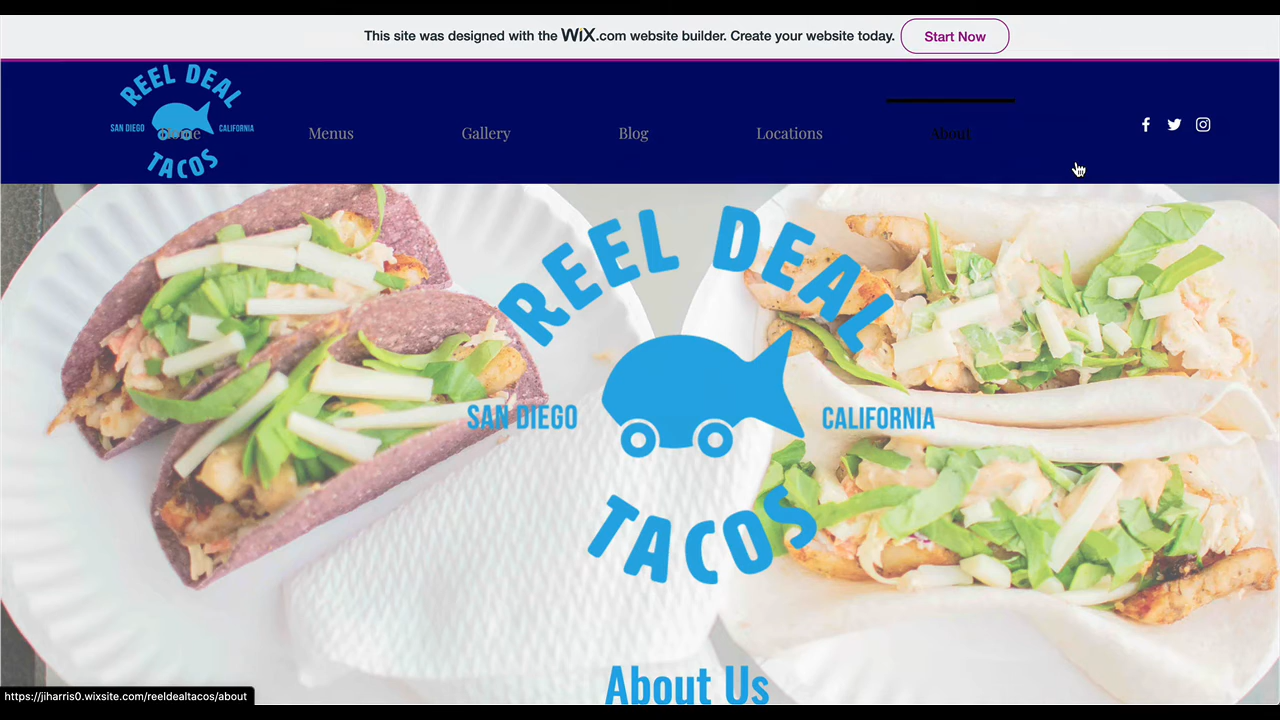 This site was designed with the WiX.com website builder. Create your website today. Start Now
REEL DEAL
SAN DIEGO CALIFORNIA
TACOS
Home Menus Gallery Blog Locations About
REEL DEAL
SAN DIEGO CALIFORNIA
TACOS
About Us
https://jiharris0.wixsite.com/reeldealtacos/about